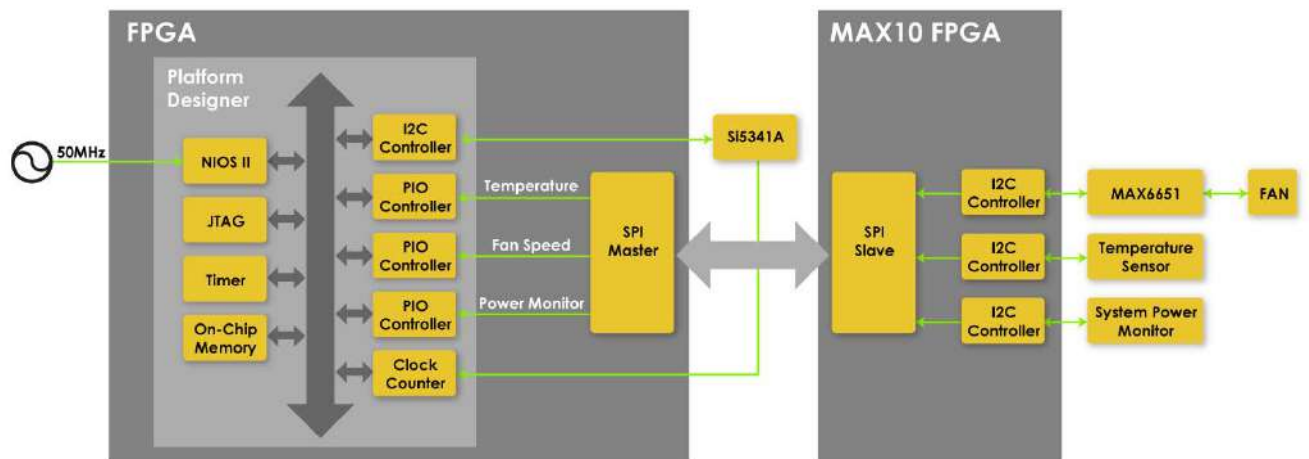 FPGA
MAX10 FPGA
Platform
Designer
50MHz
NIOS II
JTAG
Timer
On-Chip
Memory
I2C
Controller
PIO
Controller
PIO
Controller
PIO
Controller
Clock
Counter
Temperature
Fan Speed
Power Monitor
SPI
Master
Si5341A
SPI
Slave
I2C
Controller
I2C
Controller
I2C
Controller
MAX6651
FAN
Temperature
Sensor
System Power
Monitor